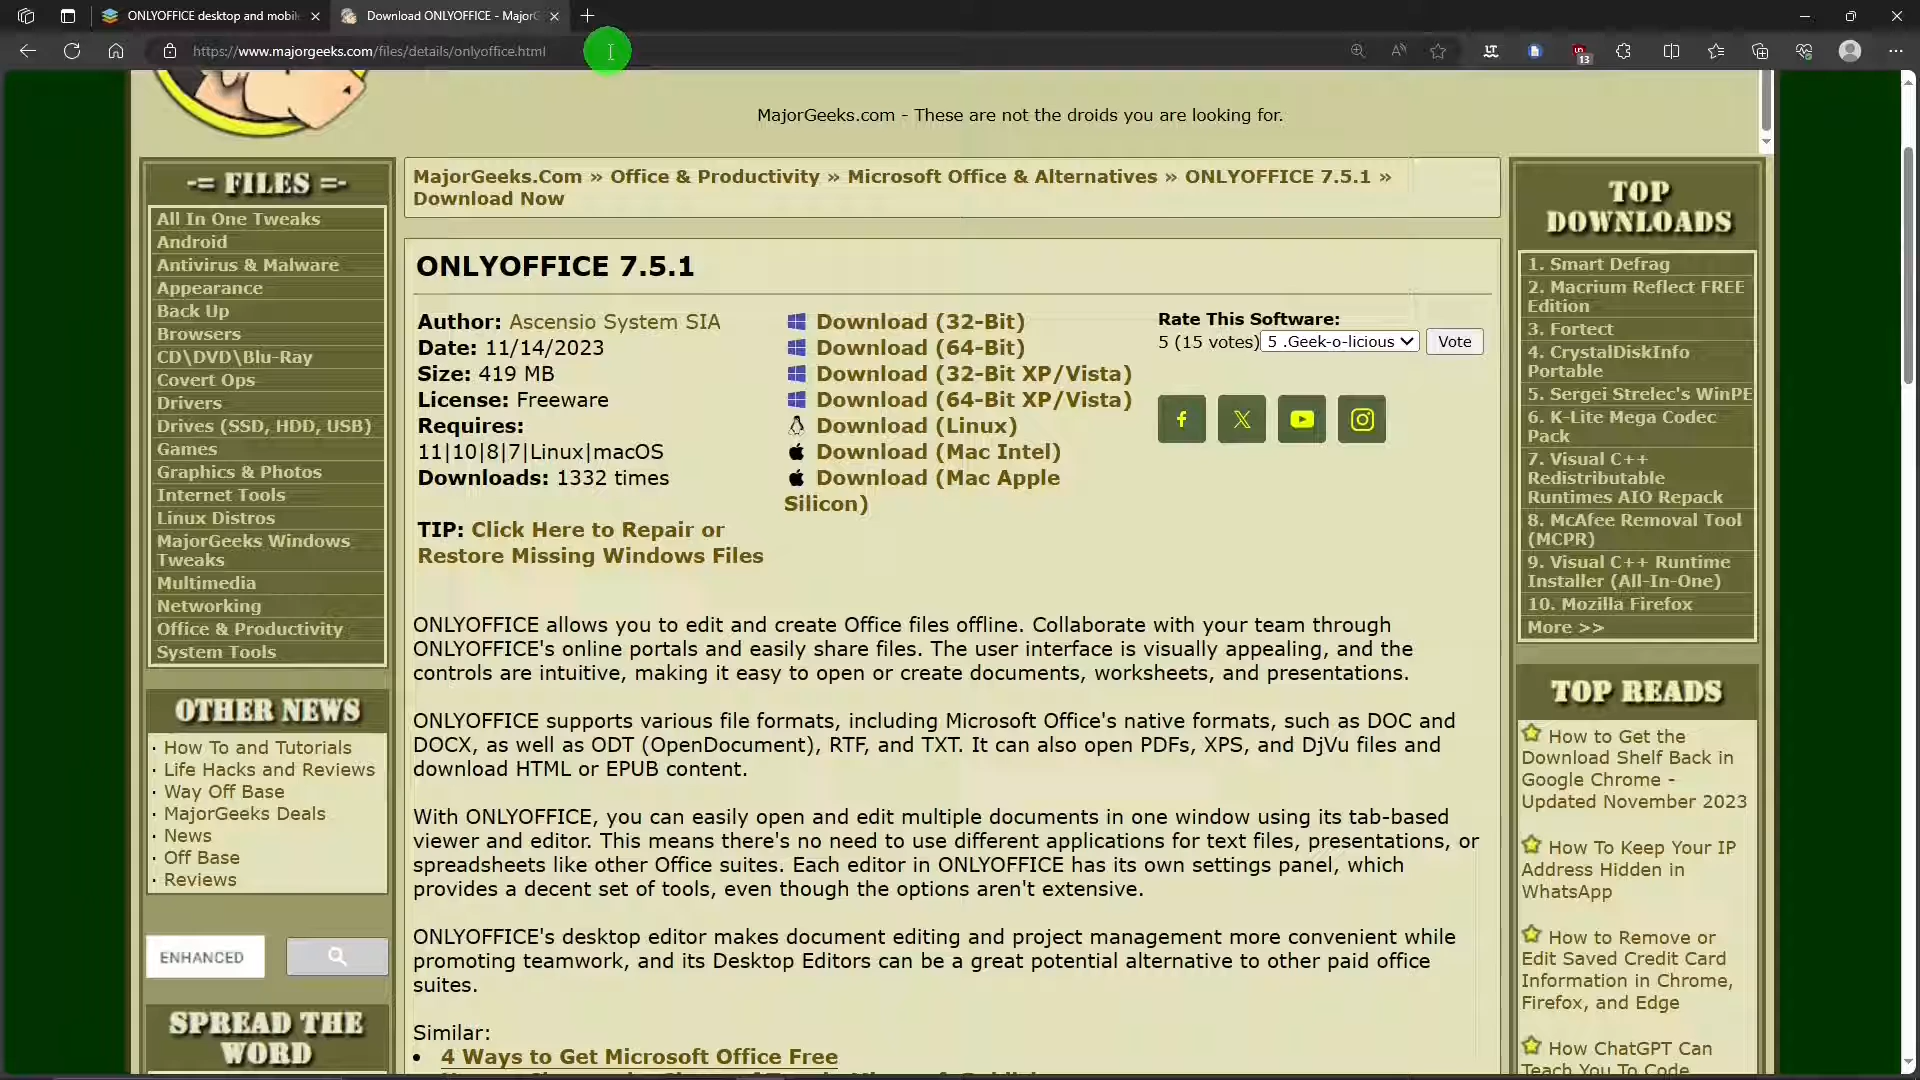 ONLYOFFICE desktop and mobil
Download ONLYOFFICE - MajorG
https://www.majorgeeks.com/files/details/onlyoffice.html
13
MajorGeeks.com - These are not the droids you are looking for.
-= FILES =-
All In One Tweaks
Android
Antivirus & Malware
Appearance
Back Up
Browsers
CD\DVD\Blu-Ray
Covert Ops
Drivers
Drives (SSD, HDD, USB)
Games
Graphics & Photos
Internet Tools
Linux Distros
MajorGeeks Windows
Tweaks
Multimedia
Networking
Office & Productivity
System Tools
OTHER NEWS
· How To and Tutorials
· Life Hacks and Reviews
· Way Off Base
· MajorGeeks Deals
· News
· Off Base
· Reviews
ENHANCED
SPREAD THE
WORD
MajorGeeks.Com » Office & Productivity » Microsoft Office & Alternatives » ONLYOFFICE 7.5.1 »
Download Now
ONLYOFFICE 7.5.1
Author: Ascensio System SIA
Date: 11/14/2023
Size: 419 MB
License: Freeware
Requires:
11|10|8|7|Linux|macOS
Downloads: 1332 times
TIP: Click Here to Repair or
Restore Missing Windows Files
Download (32-Bit)
Download (64-Bit)
Download (32-Bit XP/Vista)
Download (64-Bit XP/Vista)
Download (Linux)
Download (Mac Intel)
Download (Mac Apple
Silicon)
Rate This Software:
5 (15 votes) 5 .Geek-o-licious Vote
ONLYOFFICE allows you to edit and create Office files offline. Collaborate with your team through
ONLYOFFICE's online portals and easily share files. The user interface is visually appealing, and the
controls are intuitive, making it easy to open or create documents, worksheets, and presentations.
ONLYOFFICE supports various file formats, including Microsoft Office's native formats, such as DOC and
DOCX, as well as ODT (OpenDocument), RTF, and TXT. It can also open PDFs, XPS, and DjVu files and
download HTML or EPUB content.
With ONLYOFFICE, you can easily open and edit multiple documents in one window using its tab-based
viewer and editor. This means there's no need to use different applications for text files, presentations, or
spreadsheets like other Office suites. Each editor in ONLYOFFICE has its own settings panel, which
provides a decent set of tools, even though the options aren't extensive.
ONLYOFFICE's desktop editor makes document editing and project management more convenient while
promoting teamwork, and its Desktop Editors can be a great potential alternative to other paid office
suites.
Similar:
• 4 Ways to Get Microsoft Office Free
TOP
DOWNLOADS
1. Smart Defrag
2. Macrium Reflect FREE
Edition
3. Fortect
4. CrystalDiskInfo
Portable
5. Sergei Strelec's WinPE
6. K-Lite Mega Codec
Pack
7. Visual C++
Redistributable
Runtimes AIO Repack
8. McAfee Removal Tool
(MCPR)
9. Visual C++ Runtime
Installer (All-In-One)
10. Mozilla Firefox
More >>
TOP READS
How to Get the
Download Shelf Back in
Google Chrome -
Updated November 2023
How To Keep Your IP
Address Hidden in
WhatsApp
How to Remove or
Edit Saved Credit Card
Information in Chrome,
Firefox, and Edge
How ChatGPT Can
Teach You To Code